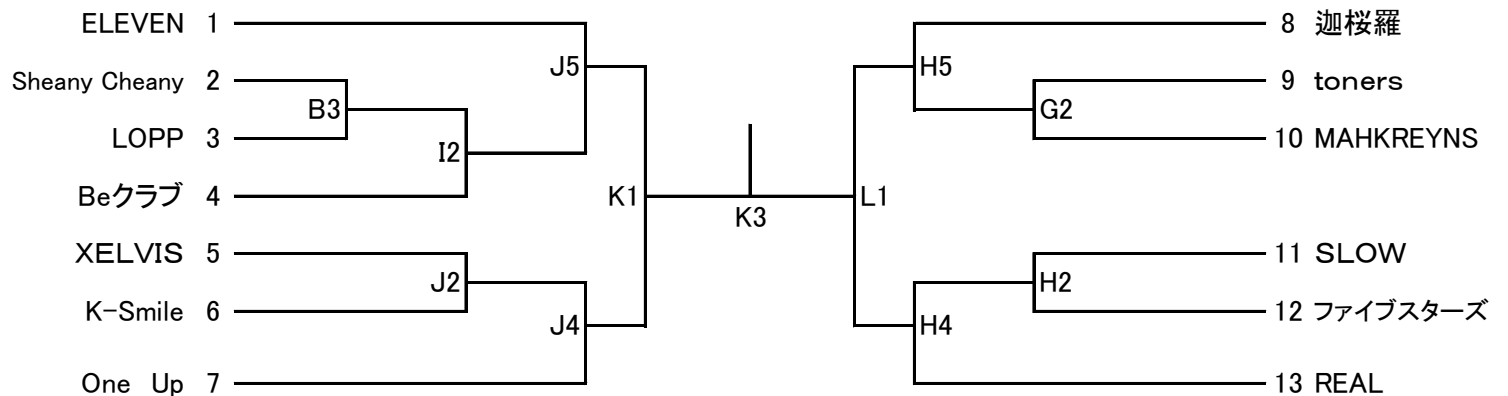 ELEVEN 1
Sheany Cheany 2
LOPP 3
Beクラブ 4
XELVIS 5
K-Smile 6
One Up 7
B3
I2
J5
J2
J4
K1
K3
L1
H5
G2
H2
H4
8 迦桜羅
9 toners
10 MAHKREYNS
11 SLOW
12 ファイブスターズ
13 REAL